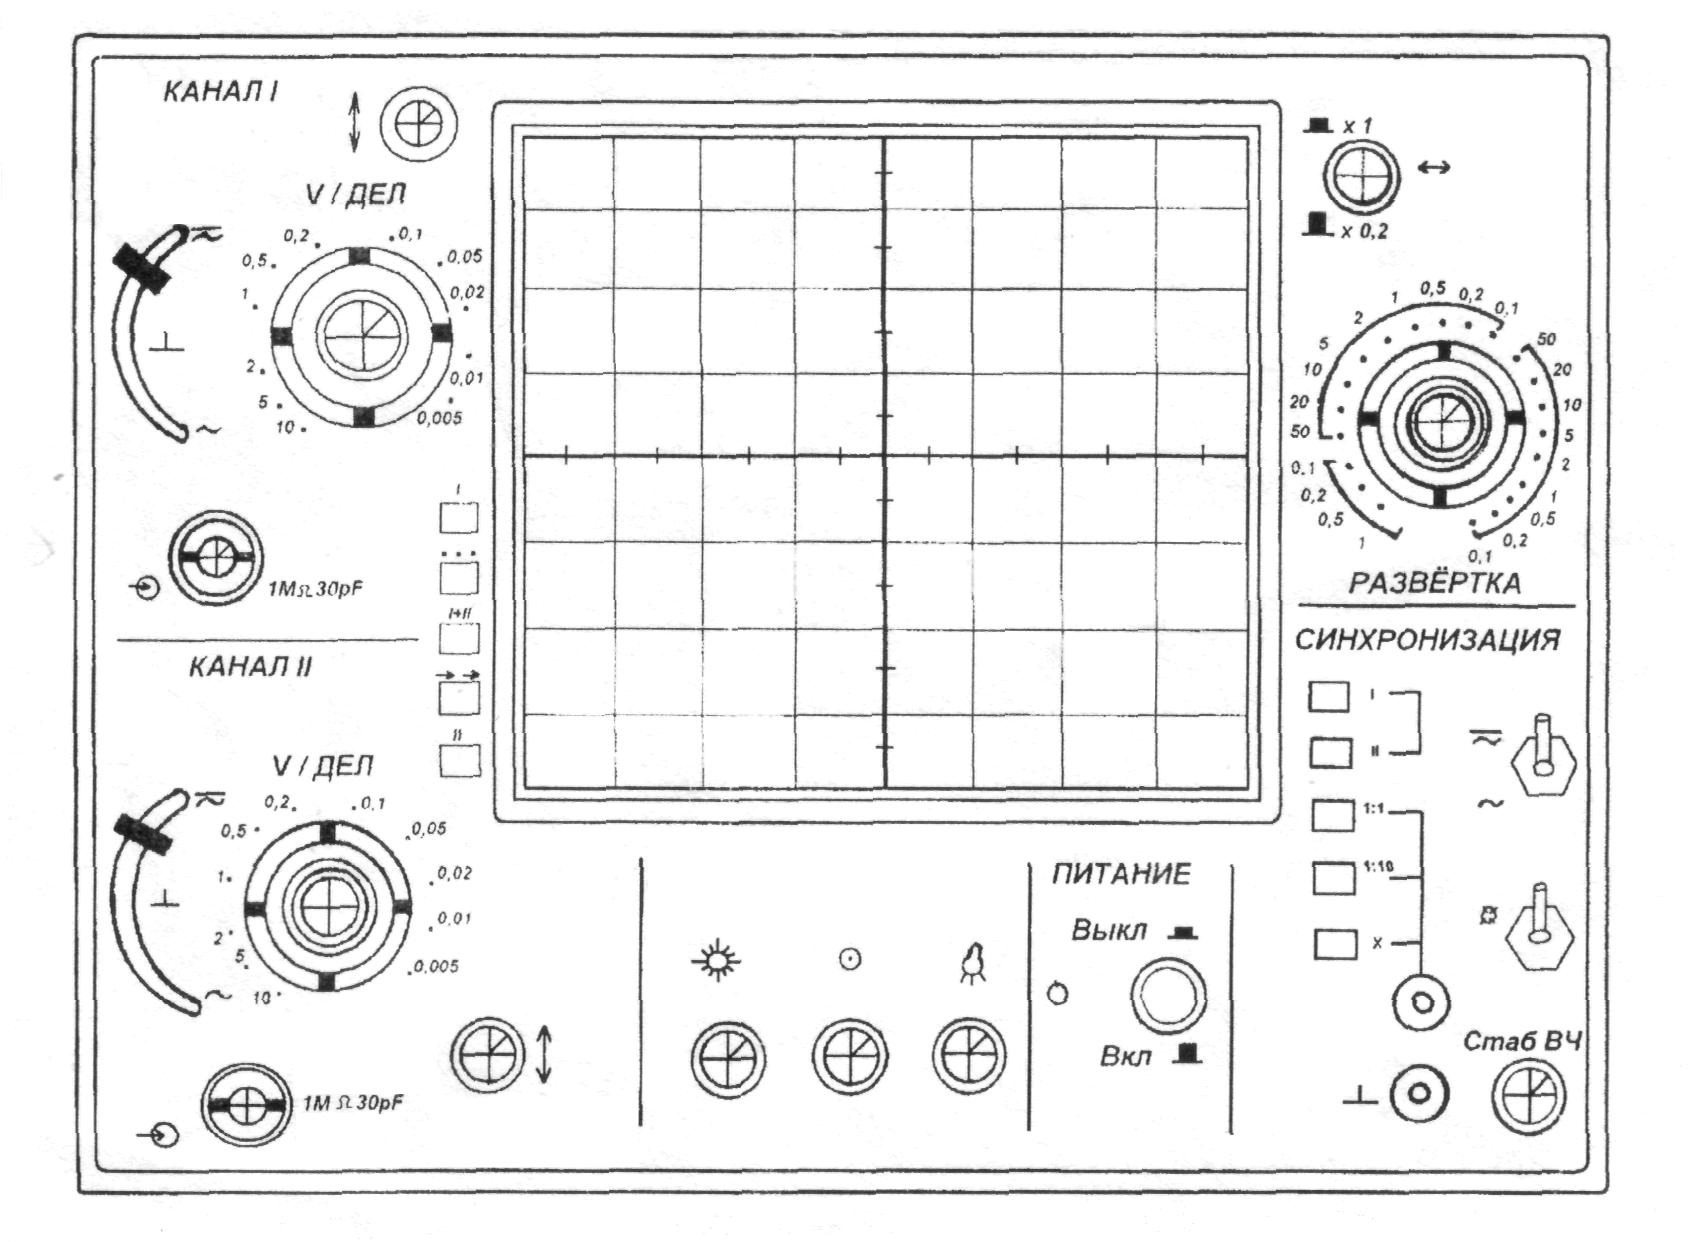 КАНАЛ I
V / ДЕЛ
0,2
0,1
0,5
0,05
1
0,02
2
0,01
5
0,005
10
1MΩ 30pF
I
I+II
II
КАНАЛ II
V / ДЕЛ
0,2
0,1
0,5
0,05
1
0,02
2
0,01
5
0,005
10
1M Ω 30pF
ПИТАНИЕ
Выкл
Вкл
x 1
x 0,2
50
20
10
5
2
1
0,5
0,2
0,1
50
20
10
5
2
1
0,5
0,2
0,1
0.1
0,2
0,5
1
РАЗВЁРТКА
СИНХРОНИЗАЦИЯ
I
II
1:1
1:10
X
Стаб ВЧ